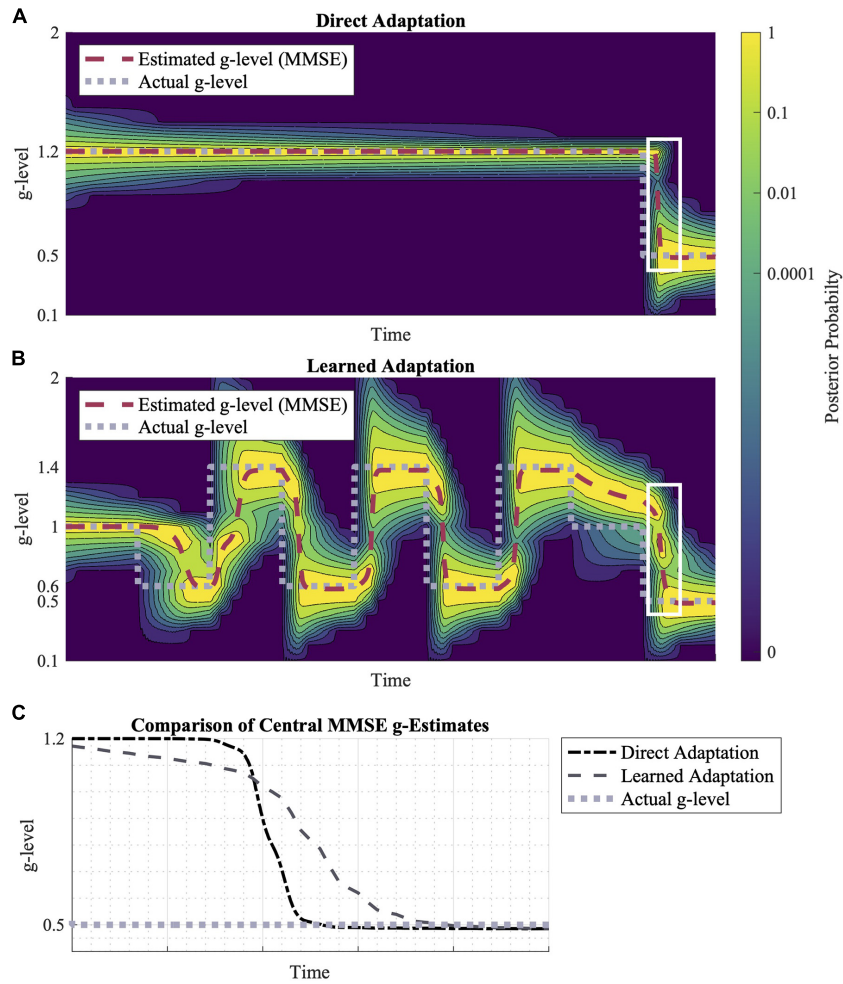 A
Direct Adaptation
2
Estimated g-level (MMSE)
Actual g-level
1.2
g-level
0.5
0.1
Time
1
0.1
0.01
0.0001
0
Posterior Probabilty
B
Learned Adaptation
2
Estimated g-level (MMSE)
Actual g-level
1.4
g-level
1
0.6
0.5
0.1
Time
C
Comparison of Central MMSE g-Estimates
1.2
g-level
0.5
Time
Direct Adaptation
Learned Adaptation
Actual g-level